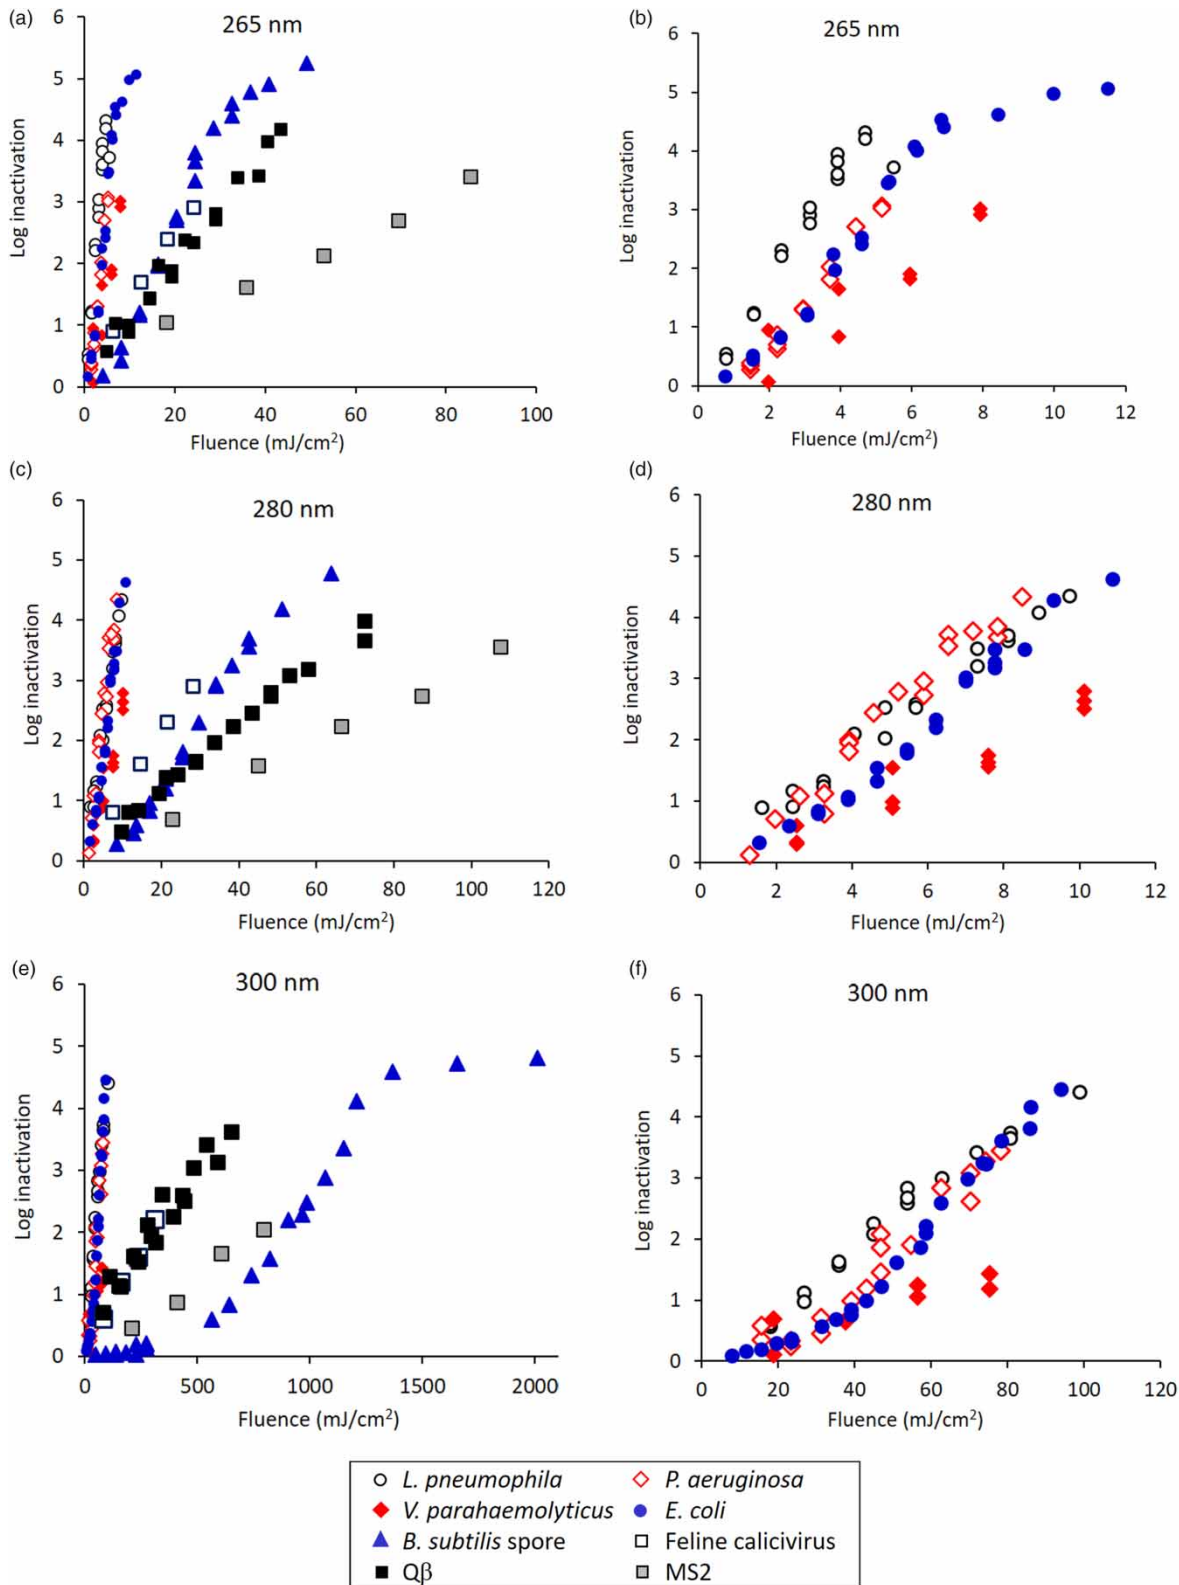 (a)
265 nm
6
5
4
3
2
1
0
Log inactivation
0 20 40 60 80 100
Fluence (mJ/cm²)
(b)
265 nm
6
5
4
3
2
1
0
Log inactivation
0 2 4 6 8 10 12
Fluence (mJ/cm²)
(c)
280 nm
6
5
4
3
2
1
0
Log inactivation
0 20 40 60 80 100 120
Fluence (mJ/cm²)
(d)
280 nm
6
5
4
3
2
1
0
Log inactivation
0 2 4 6 8 10 12
Fluence (mJ/cm²)
(e)
300 nm
6
5
4
3
2
1
0
Log inactivation
0 500 1000 1500 2000
Fluence (mJ/cm²)
(f)
300 nm
6
5
4
3
2
1
0
Log inactivation
0 20 40 60 80 100 120
Fluence (mJ/cm²)
L. pneumophila P. aeruginosa
V. parahaemolyticus E. coli
B. subtilis spore Feline calicivirus
Qβ MS2